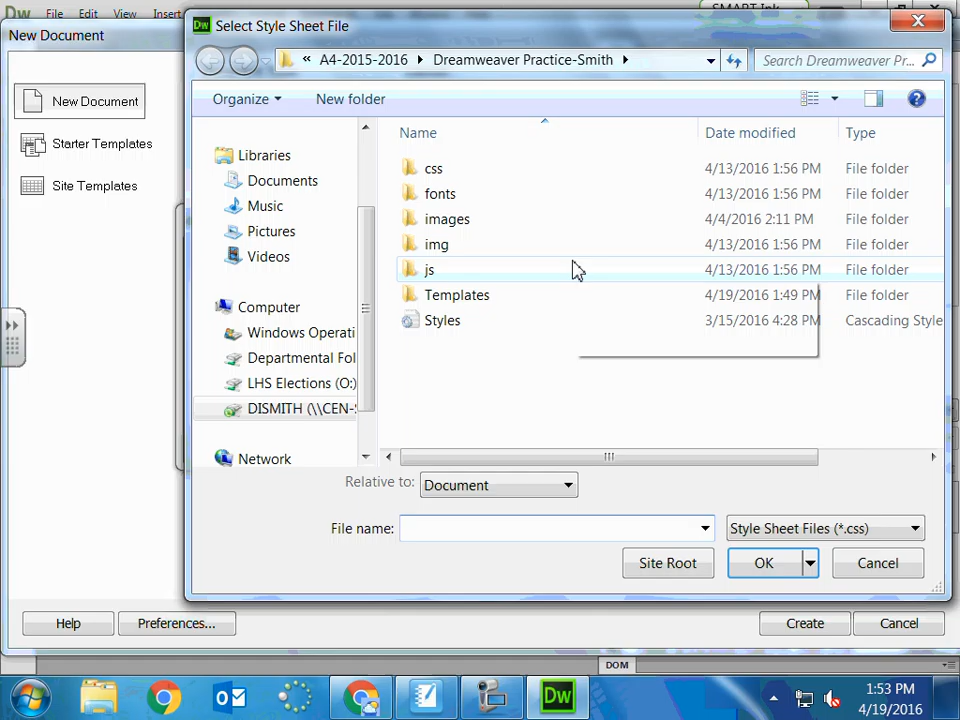 Dw File Edit View Insert
SMART Ink
New Document
Select Style Sheet File
« A4-2015-2016 Dreamweaver Practice-Smith
Search Dreamweaver Pr...
Organize New folder
New Document
Starter Templates
Site Templates
Libraries
Documents
Music
Pictures
Videos
Computer
Windows Operati
Departmental Fol
LHS Elections (O:)
DISMITH (\\CEN-
Network
Name Date modified Type
css 4/13/2016 1:56 PM File folder
fonts 4/13/2016 1:56 PM File folder
images 4/4/2016 2:11 PM File folder
img 4/13/2016 1:56 PM File folder
js 4/13/2016 1:56 PM File folder
Templates 4/19/2016 1:49 PM File folder
Styles 3/15/2016 4:28 PM Cascading Style
Relative to: Document
File name: Style Sheet Files (*.css)
Site Root OK Cancel
Help Preferences... Create Cancel
DOM
Dw
1:53 PM
4/19/2016